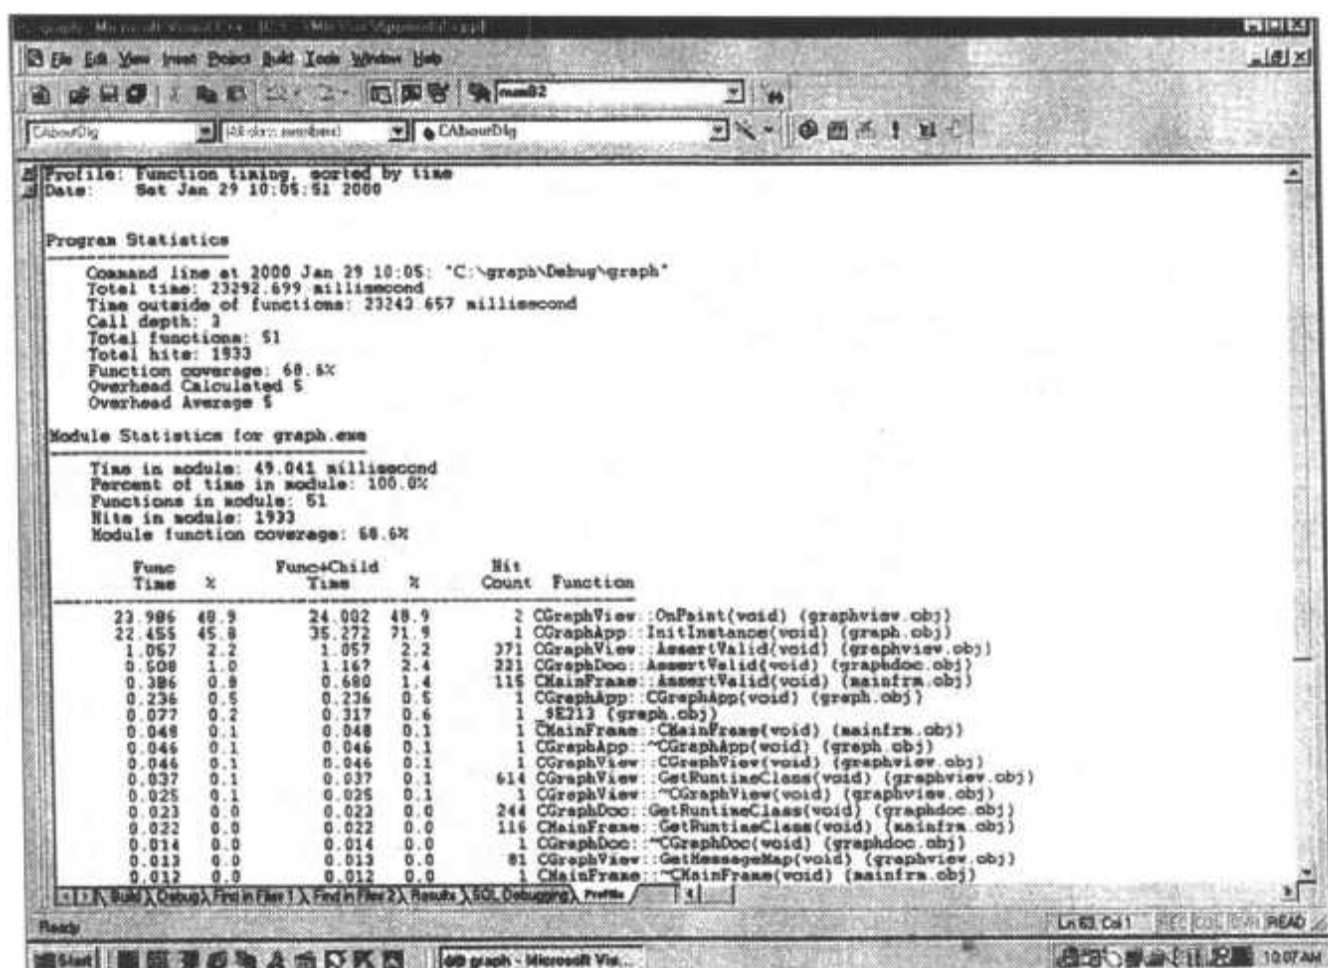 graph - Microsoft Visual C++ -
File Edit View Insert Project Build Tools Window Help
num82
CAboutDlg (All class members) CAboutDlg
Profile: Function timing, sorted by time
Date: Sat Jan 29 10:05:51 2000
Program Statistics
Command line at 2000 Jan 29 10:05: "C:\graph\Debug\graph"
Total time: 23292.699 millisecond
Time outside of functions: 23243.657 millisecond
Call depth: 3
Total functions: 51
Total hits: 1933
Function coverage: 68.6%
Overhead Calculated 5
Overhead Average 5
Module Statistics for graph.exe
Time in module: 49.041 millisecond
Percent of time in module: 100.0%
Functions in module: 51
Hits in module: 1933
Module function coverage: 68.6%
Func Func+Child Hit
Time % Time % Count Function
23.986 48.9 24.002 48.9 2 CGraphView::OnPaint(void) (graphview.obj)
22.455 45.8 35.272 71.9 1 CGraphApp::InitInstance(void) (graph.obj)
1.057 2.2 1.057 2.2 371 CGraphView::AssertValid(void) (graphview.obj)
0.508 1.0 1.167 2.4 221 CGraphDoc::AssertValid(void) (graphdoc.obj)
0.386 0.8 0.680 1.4 115 CMainFrame::AssertValid(void) (mainfrm.obj)
0.236 0.5 0.236 0.5 1 CGraphApp::CGraphApp(void) (graph.obj)
0.077 0.2 0.317 0.6 1 _$E213 (graph.obj)
0.048 0.1 0.048 0.1 1 CMainFrame::CMainFrame(void) (mainfrm.obj)
0.046 0.1 0.046 0.1 1 CGraphApp::~CGraphApp(void) (graph.obj)
0.046 0.1 0.046 0.1 1 CGraphView::CGraphView(void) (graphview.obj)
0.037 0.1 0.037 0.1 614 CGraphView::GetRuntimeClass(void) (graphview.obj)
0.025 0.1 0.025 0.1 1 CGraphView::~CGraphView(void) (graphview.obj)
0.023 0.0 0.023 0.0 244 CGraphDoc::GetRuntimeClass(void) (graphdoc.obj)
0.022 0.0 0.022 0.0 116 CMainFrame::GetRuntimeClass(void) (mainfrm.obj)
0.014 0.0 0.014 0.0 1 CGraphDoc::~CGraphDoc(void) (graphdoc.obj)
0.013 0.0 0.013 0.0 81 CGraphView::GetMessageMap(void) (graphview.obj)
0.012 0.0 0.012 0.0 1 CMainFrame::~CMainFrame(void) (mainfrm.obj)
Build Debug Find in Files 1 Find in Files 2 Results SQL Debugging Profile
Ready Ln 63, Col 1 REC COL OVR READ
Start graph - Microsoft Vis... 10:07 AM